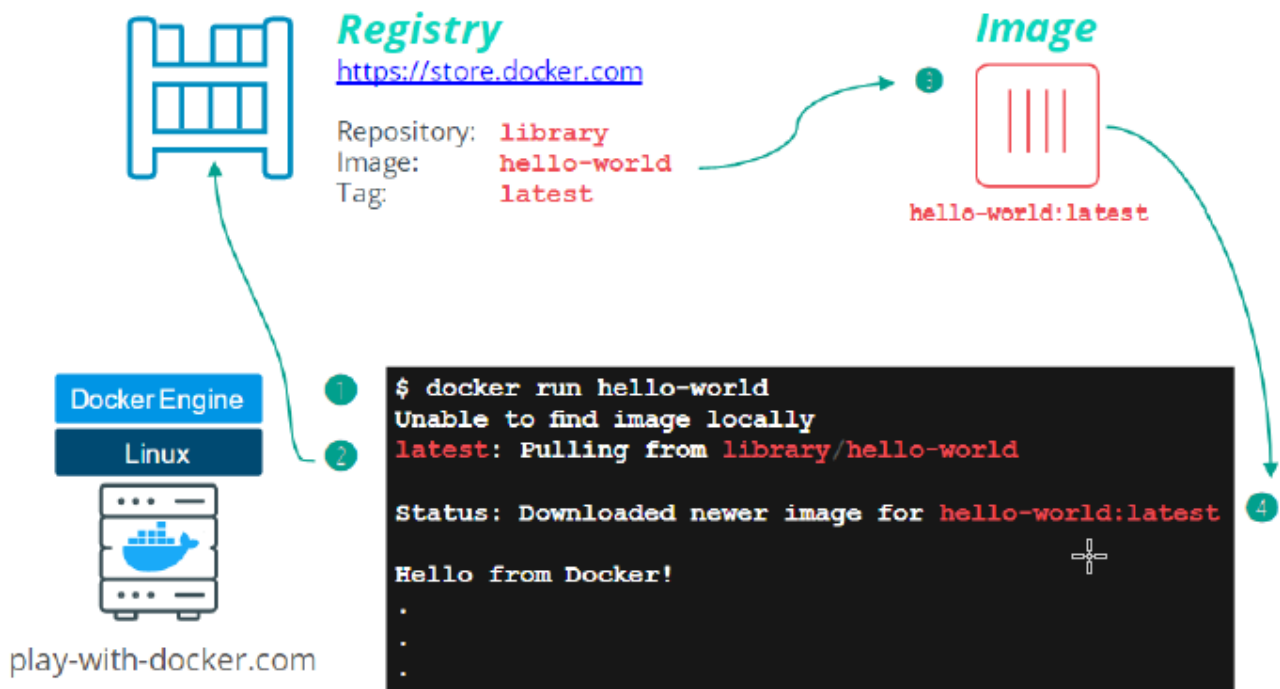 Registry
https://store.docker.com
Repository: library
Image: hello-world
Tag: latest
Image
3
hello-world:latest
Docker Engine
Linux
play-with-docker.com
1
$ docker run hello-world
Unable to find image locally
2
latest: Pulling from library/hello-world
Status: Downloaded newer image for hello-world:latest
4
Hello from Docker!
.
.
.